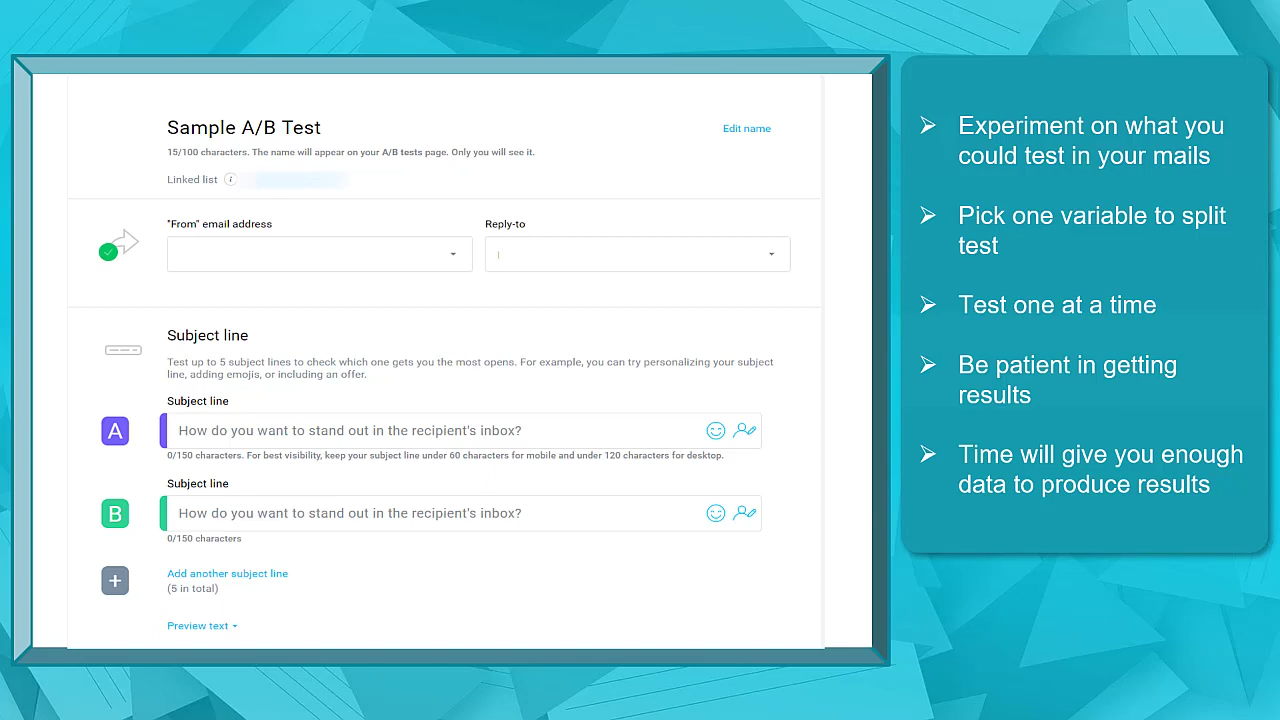 Sample A/B Test
Edit name
15/100 characters. The name will appear on your A/B tests page. Only you will see it.
Linked list i
"From" email address
Reply-to
Subject line
Test up to 5 subject lines to check which one gets you the most opens. For example, you can try personalizing your subject
line, adding emojis, or including an offer.
Subject line
A
How do you want to stand out in the recipient's inbox?
0/150 characters. For best visibility, keep your subject line under 60 characters for mobile and under 120 characters for desktop.
Subject line
B
How do you want to stand out in the recipient's inbox?
0/150 characters
+
Add another subject line
(5 in total)
Preview text
Experiment on what you
could test in your mails
Pick one variable to split
test
Test one at a time
Be patient in getting
results
Time will give you enough
data to produce results